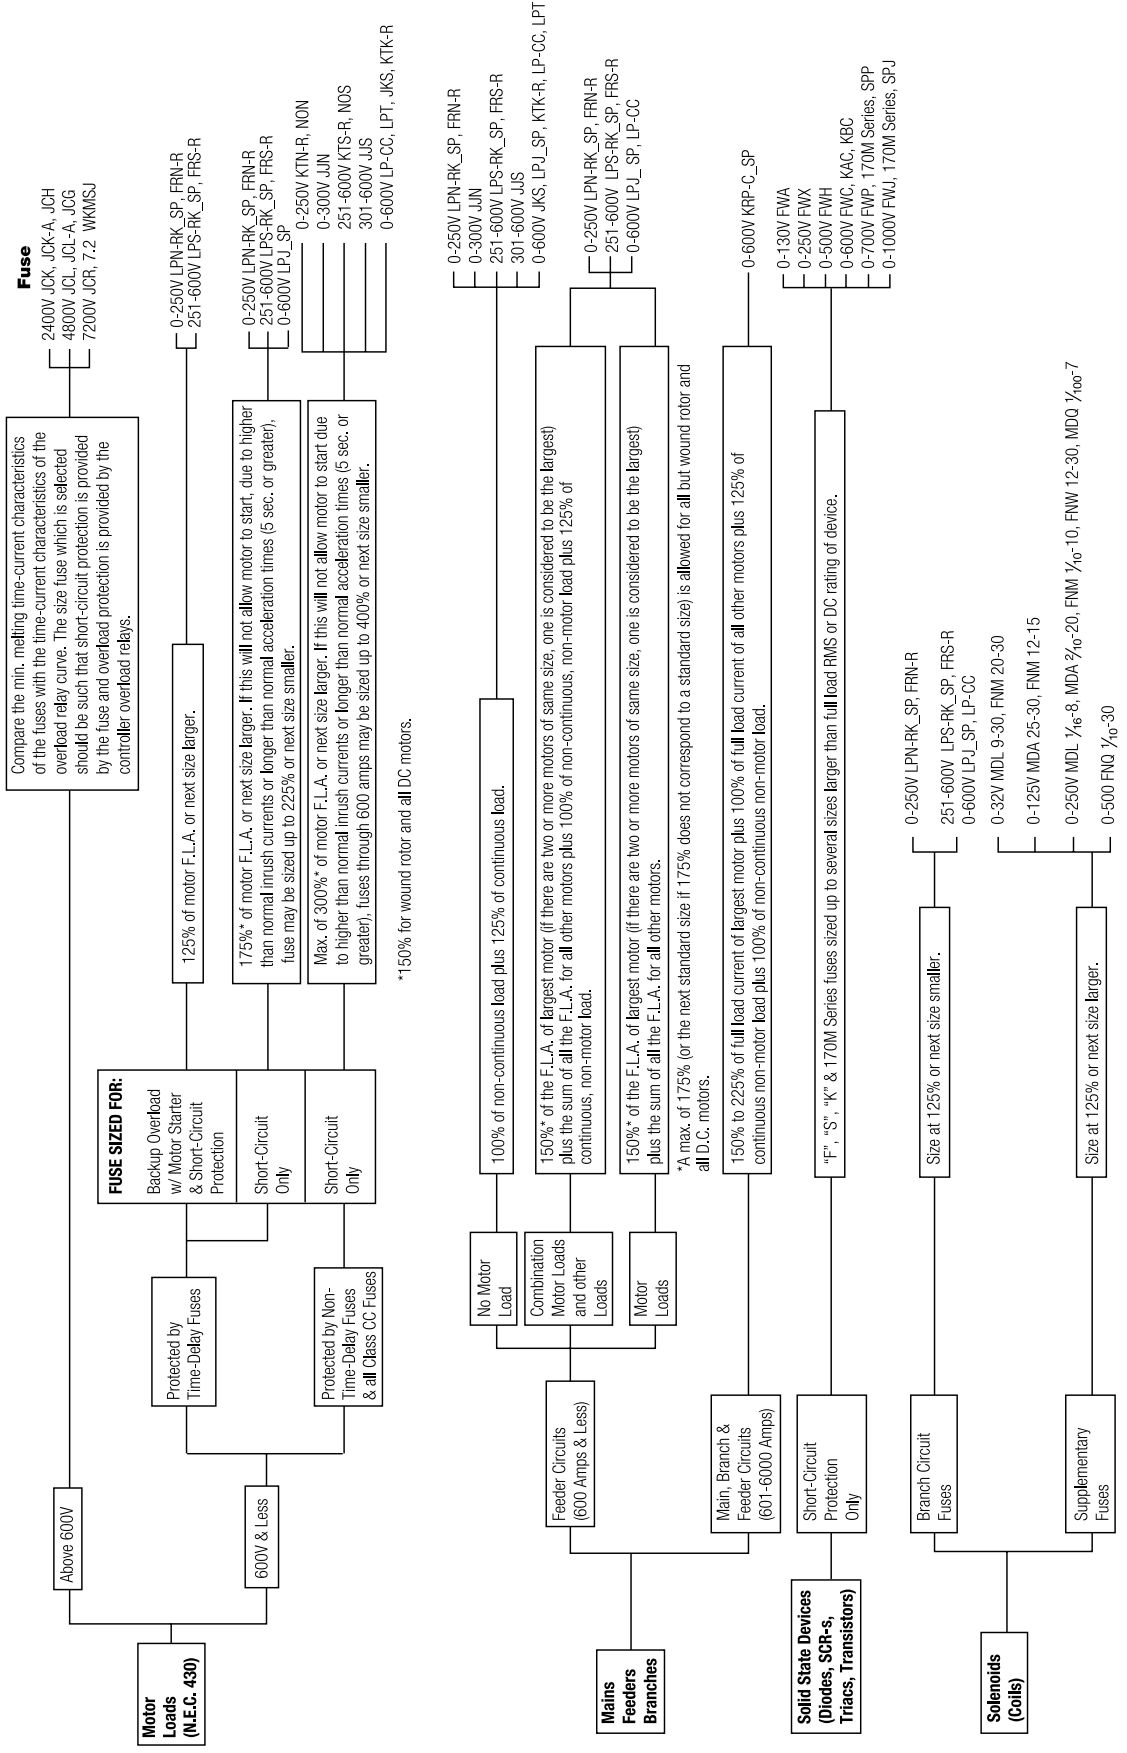 Fuse
Motor
Loads
(N.E.C. 430)
Above 600V
Compare the min. melting time-current characteristics
of the fuses with the time-current characteristics of the
overload relay curve. The size fuse which is selected
should be such that short-circuit protection is provided
by the fuse and overload protection is provided by the
controller overload relays.
2400V JCK, JCK-A, JCH
4800V JCL, JCL-A, JCG
7200V JCR, 7.2 WKMSJ
600V & Less
Protected by
Time-Delay Fuses
FUSE SIZED FOR:
Backup Overload
w/ Motor Starter
& Short-Circuit
Protection
125% of motor F.L.A. or next size larger.
0-250V LPN-RK_SP, FRN-R
251-600V LPS-RK_SP, FRS-R
Short-Circuit
Only
175%* of motor F.L.A. or next size larger. If this will not allow motor to start, due to higher
than normal inrush currents or longer than normal acceleration times (5 sec. or greater),
fuse may be sized up to 225% or next size smaller.
0-250V LPN-RK_SP, FRN-R
251-600V LPS-RK_SP, FRS-R
0-600V LPJ_SP
Protected by Non-
Time-Delay Fuses
& all Class CC Fuses
Short-Circuit
Only
Max. of 300%* of motor F.L.A. or next size larger. If this will not allow motor to start due
to higher than normal inrush currents or longer than normal acceleration times (5 sec. or
greater), fuses through 600 amps may be sized up to 400% or next size smaller.
0-250V KTN-R, NON
0-300V JJN
251-600V KTS-R, NOS
301-600V JJS
0-600V LP-CC, LPT, JKS, KTK-R
*150% for wound rotor and all DC motors.
Mains
Feeders
Branches
Feeder Circuits
(600 Amps & Less)
No Motor
Load
100% of non-continuous load plus 125% of continuous load.
0-250V LPN-RK_SP, FRN-R
0-300V JJN
251-600V LPS-RK_SP, FRS-R
301-600V JJS
0-600V JKS, LPJ_SP, KTK-R, LP-CC, LPT
Combination
Motor Loads
and other
Loads
150%* of the F.L.A. of largest motor (if there are two or more motors of same size, one is considered to be the largest)
plus the sum of all the F.L.A. for all other motors plus 100% of non-continuous, non-motor load plus 125% of
continuous, non-motor load.
0-250V LPN-RK_SP, FRN-R
251-600V LPS-RK_SP, FRS-R
0-600V LPJ_SP, LP-CC
Motor
Loads
150%* of the F.L.A. of largest motor (if there are two or more motors of same size, one is considered to be the largest)
plus the sum of all the F.L.A. for all other motors.
*A max. of 175% (or the next standard size if 175% does not correspond to a standard size) is allowed for all but wound rotor and
all D.C. motors.
Main, Branch &
Feeder Circuits
(601-6000 Amps)
150% to 225% of full load current of largest motor plus 100% of full load current of all other motors plus 125% of
continuous non-motor load plus 100% of non-continuous non-motor load.
0-600V KRP-C_SP
Solid State Devices
(Diodes, SCR-s,
Triacs, Transistors)
Short-Circuit
Protection
Only
“F”, “S”, “K” & 170M Series fuses sized up to several sizes larger than full load RMS or DC rating of device.
0-130V FWA
0-250V FWX
0-500V FWH
0-600V FWC, KAC, KBC
0-700V FWP, 170M Series, SPP
0-1000V FWJ, 170M Series, SPJ
Solenoids
(Coils)
Branch Circuit
Fuses
Size at 125% or next size smaller.
0-250V LPN-RK_SP, FRN-R
251-600V LPS-RK_SP, FRS-R
0-600V LPJ_SP, LP-CC
Supplementary
Fuses
Size at 125% or next size larger.
0-32V MDL 9-30, FNM 20-30
0-125V MDA 25-30, FNM 12-15
0-250V MDL 1⁄16-8, MDA 2⁄10-20, FNM 1⁄10-10, FNW 12-30, MDQ 1⁄100-7
0-500 FNQ 1⁄10-30